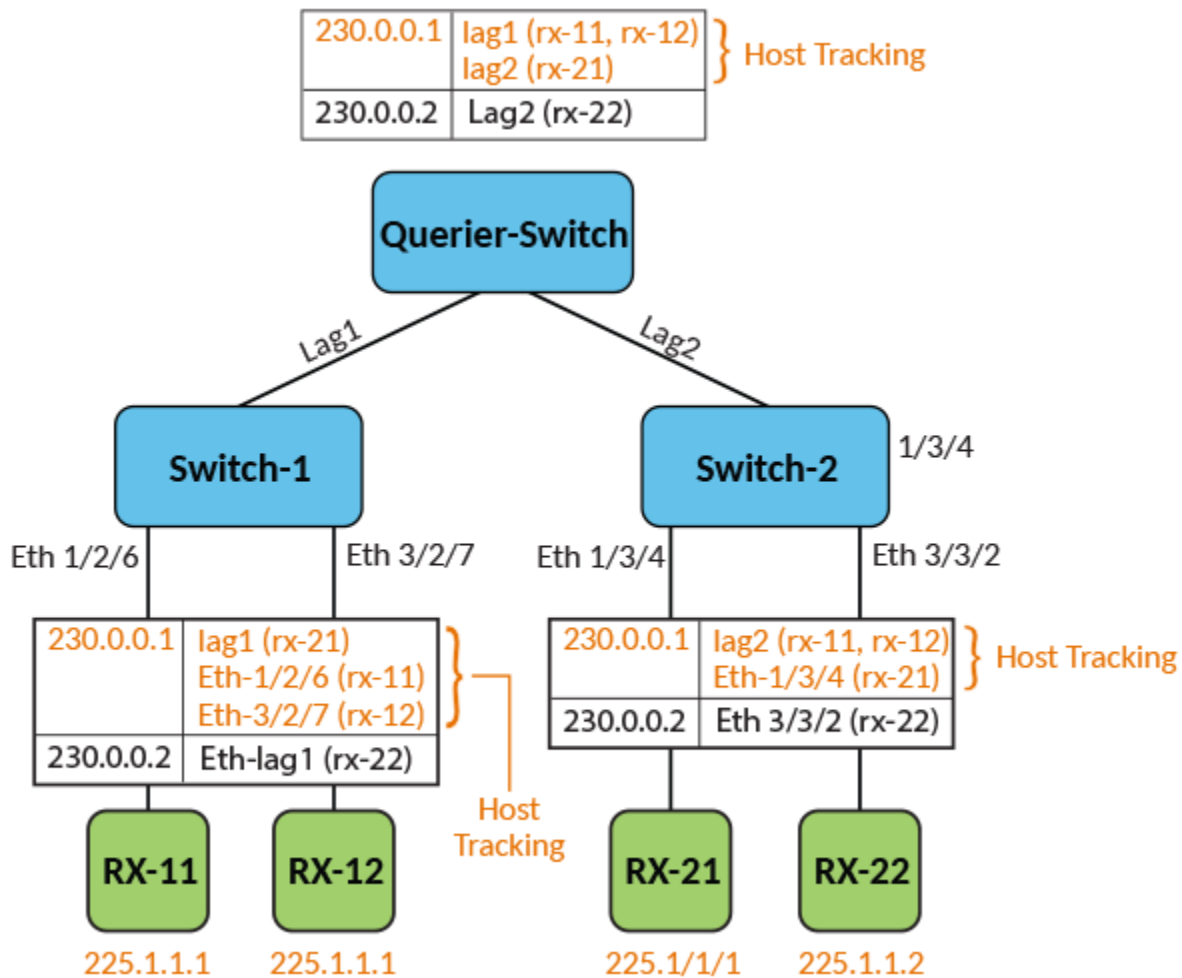 230.0.0.1 lag1 (rx-11, rx-12)
lag2 (rx-21)
Host Tracking
230.0.0.2 Lag2 (rx-22)
Querier-Switch
Lag1
Lag2
Switch-1
Switch-2
1/3/4
Eth 1/2/6
Eth 3/2/7
Eth 1/3/4
Eth 3/3/2
230.0.0.1 lag1 (rx-21)
Eth-1/2/6 (rx-11)
Eth-3/2/7 (rx-12)
230.0.0.2 Eth-lag1 (rx-22)
Host
Tracking
230.0.0.1 lag2 (rx-11, rx-12)
Eth-1/3/4 (rx-21)
Host Tracking
230.0.0.2 Eth 3/3/2 (rx-22)
RX-11
RX-12
RX-21
RX-22
225.1.1.1
225.1.1.1
225.1/1/1
225.1.1.2